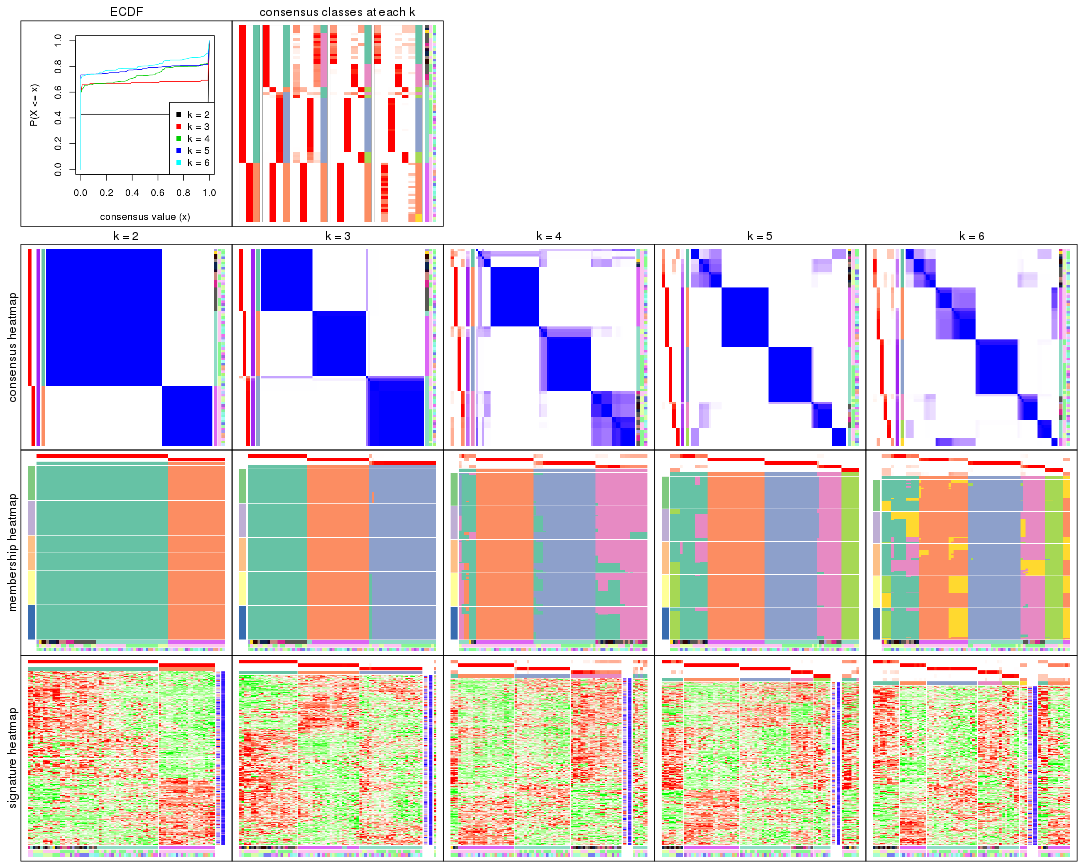 ECDF
consensus classes at each k
P(X <= x)
0.0 0.2 0.4 0.6 0.8 1.0
k = 2
k = 3
k = 4
k = 5
k = 6
0.0 0.2 0.4 0.6 0.8 1.0
consensus value (x)
k = 2
k = 3
k = 4
k = 5
k = 6
consensus heatmap
membership heatmap
signature heatmap